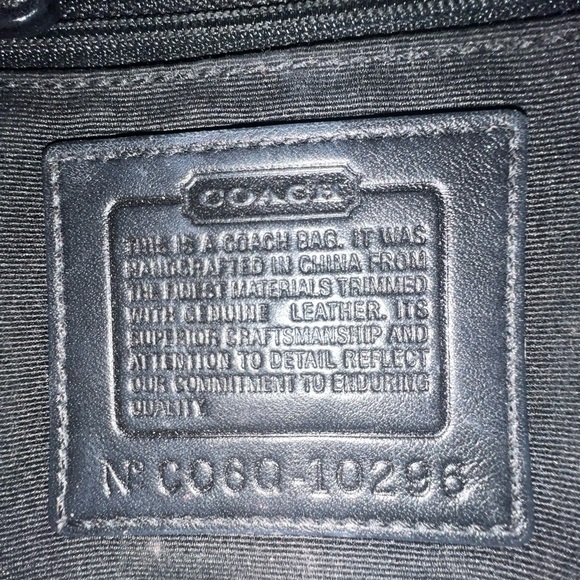 COACH
THIS IS A COACH BAG. IT WAS
HANDCRAFTED IN CHINA FROM
THE FINEST MATERIALS TRIMMED
WITH GENUINE LEATHER. ITS
SUPERIOR CRAFTSMANSHIP AND
ATTENTION TO DETAIL REFLECT
OUR COMMITMENT TO ENDURING
QUALITY
Nº C06Q-10296